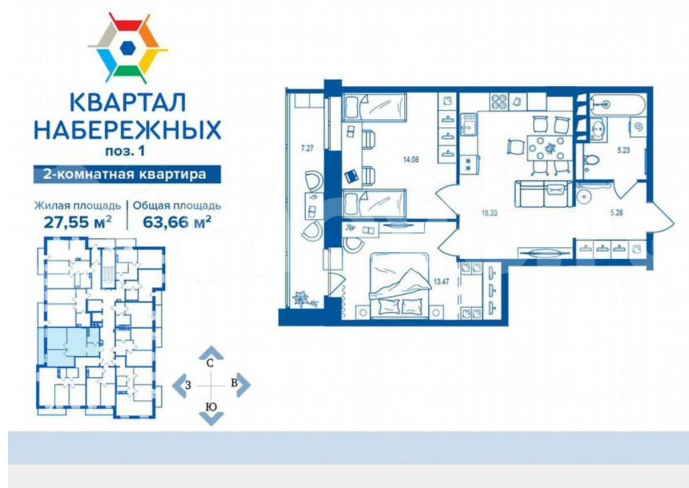 КВАРТАЛ
НАБЕРЕЖНЫХ
поз. 1
2-комнатная квартира
Жилая площадь Общая площадь
27,55 м² 63,66 м²
7.27
14.08
18.33
5.23
5.28
13.47
С
З В
Ю